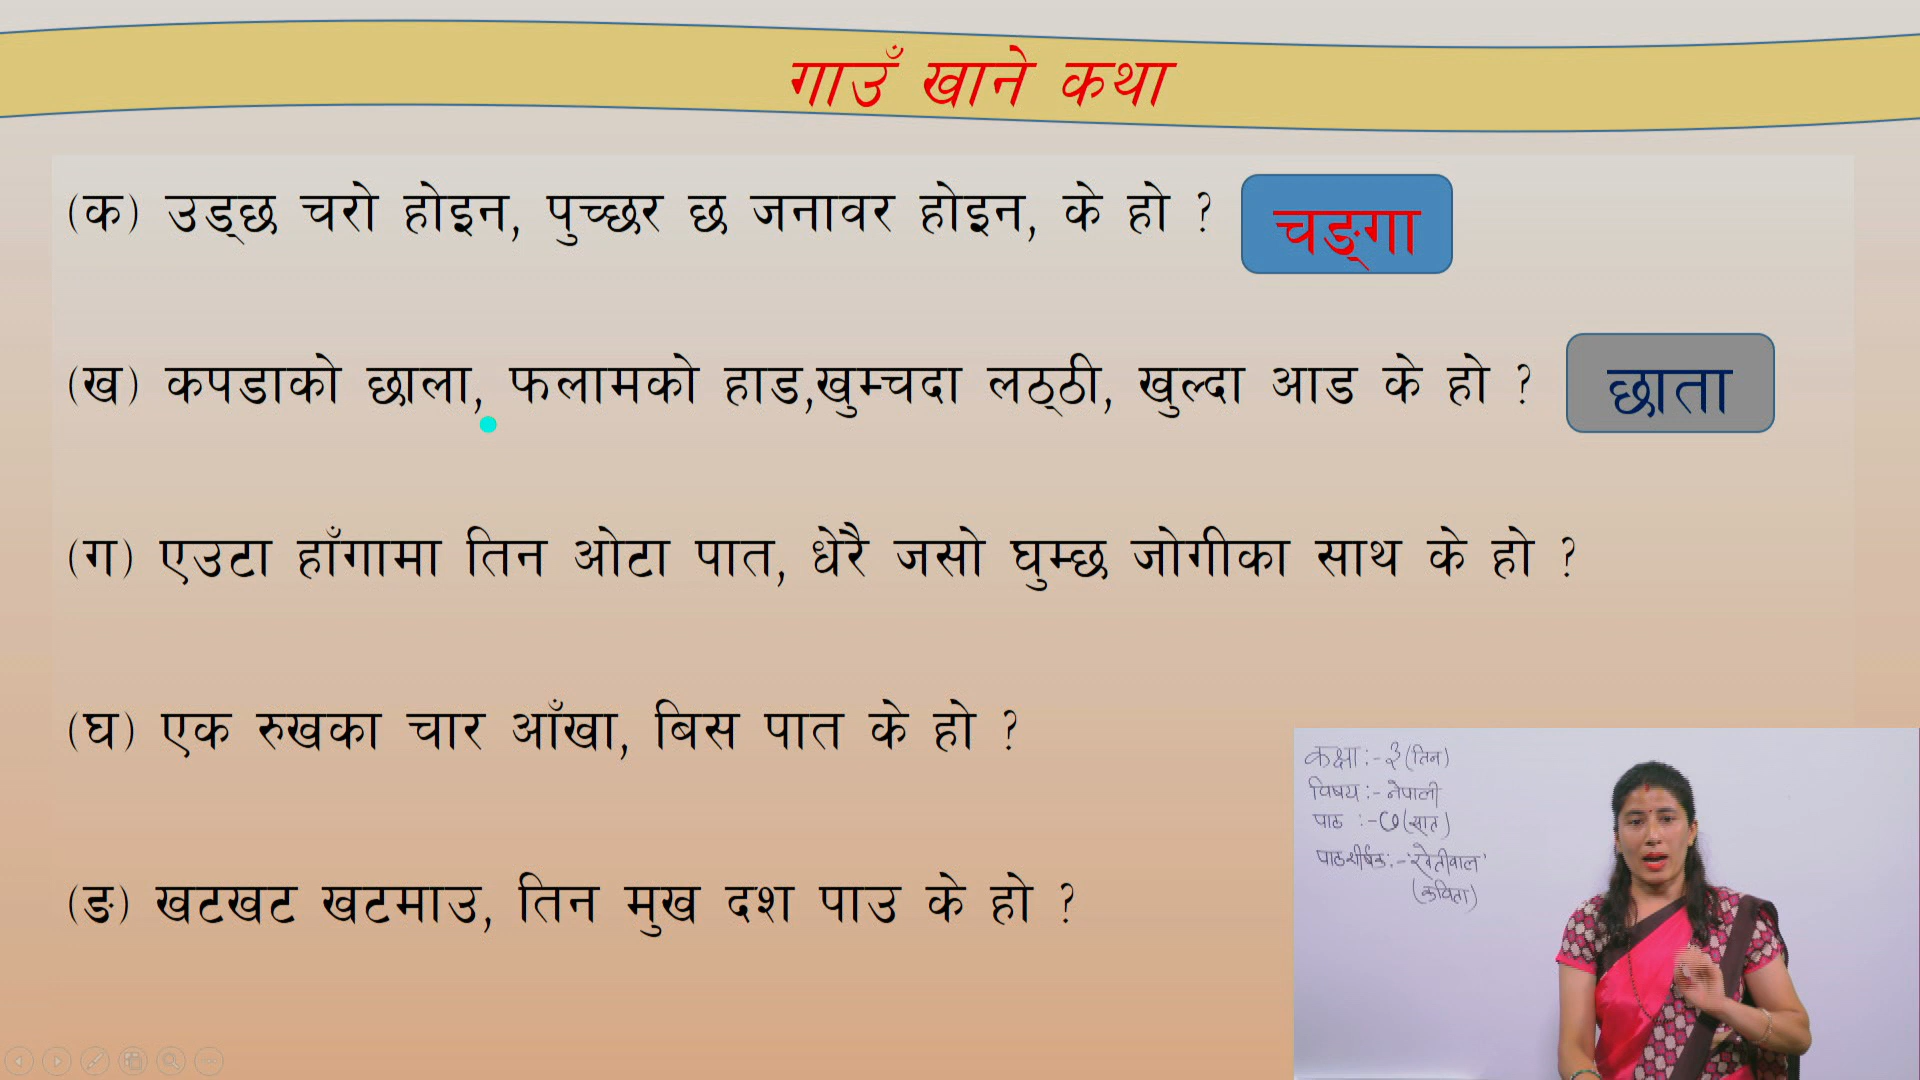 गाउँ खाने कथा
(क) उड्छ चरो होइन, पुच्छर छ जनावर होइन, के हो ? चङ्गा
(ख) कपडाको छाला, फलामको हाड,खुम्चदा लठ्ठी, खुल्दा आड के हो ? छाता
(ग) एउटा हाँगामा तिन ओटा पात, धेरै जसो घुम्छ जोगीका साथ के हो ?
(घ) एक रुखका चार आँखा, बिस पात के हो ?
(ङ) खटखट खटमाउ, तिन मुख दश पाउ के हो ?
कक्षा :- ३ (तिन)
विषय :- नेपाली
पाठ :- ७ (सात)
पाठशीर्षक :- 'खेतीवाल'
(कविता)